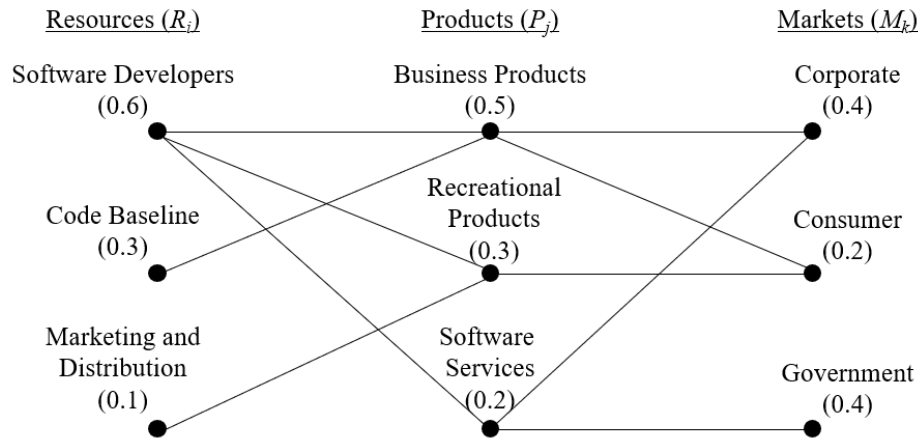 Resources (Ri)
Products (Pj)
Markets (Mk)
Software Developers
(0.6)
Business Products
(0.5)
Corporate
(0.4)
Code Baseline
(0.3)
Recreational
Products
(0.3)
Consumer
(0.2)
Marketing and
Distribution
(0.1)
Software
Services
(0.2)
Government
(0.4)